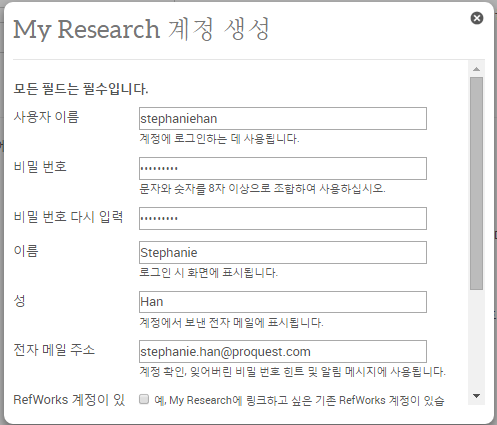 My Research 계정 생성
모든 필드는 필수입니다.
사용자 이름 stephaniehan
계정에 로그인하는 데 사용됩니다.
비밀 번호 •••••••••
문자와 숫자를 8자 이상으로 조합하여 사용하십시오.
비밀 번호 다시 입력 •••••••••
이름 Stephanie
로그인 시 화면에 표시됩니다.
성 Han
계정에서 보낸 전자 메일에 표시됩니다.
전자 메일 주소 stephanie.han@proquest.com
계정 확인, 잊어버린 비밀 번호 힌트 및 알림 메시지에 사용됩니다.
RefWorks 계정이 있 예, My Research에 링크하고 싶은 기존 RefWorks 계정이 있습